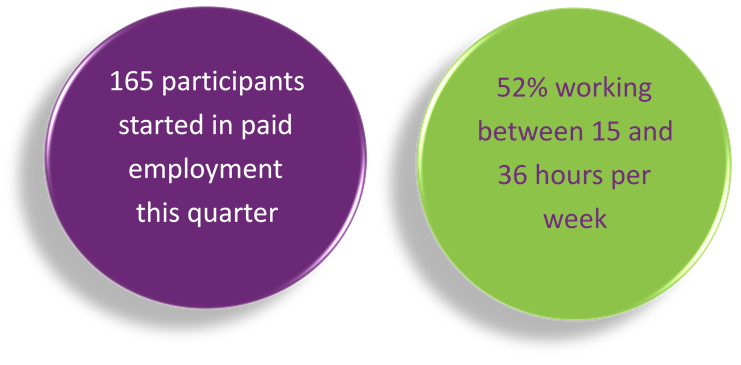 165 participants
started in paid
employment
this quarter
52% working
between 15 and
36 hours per
week